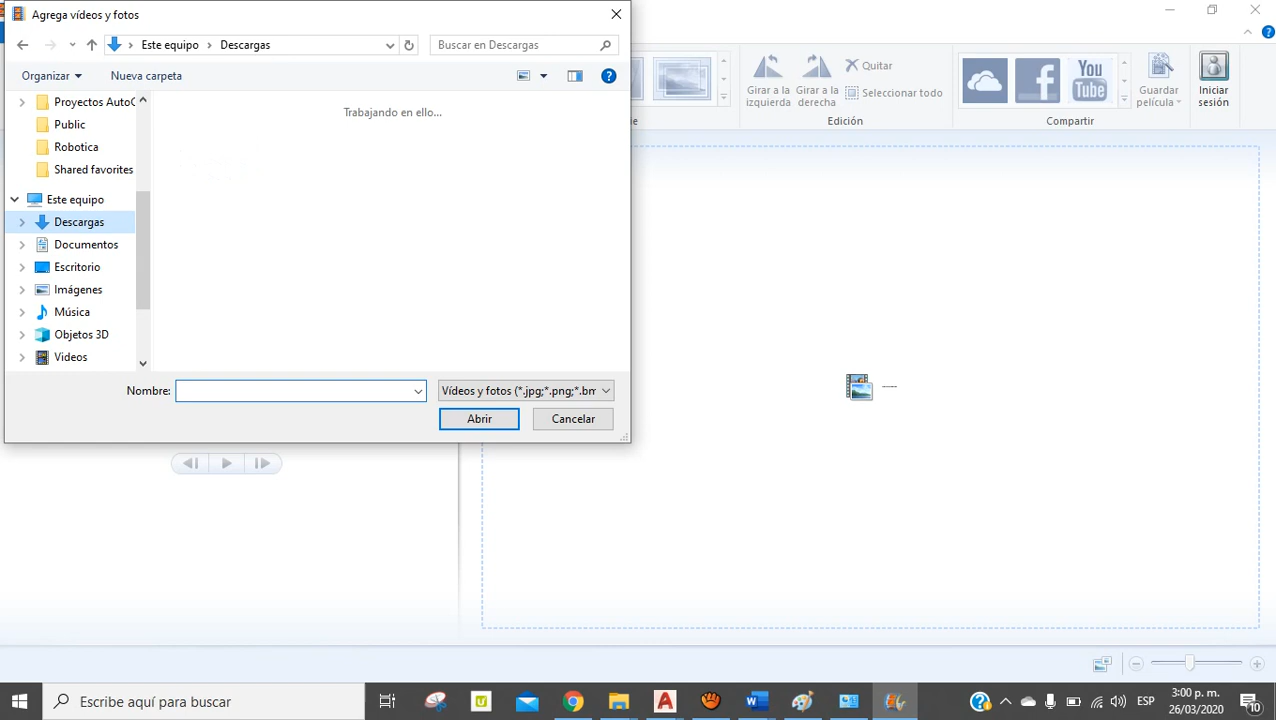 Agrega vídeos y fotos
Este equipo
Descargas
Buscar en Descargas
Organizar
Nueva carpeta
Proyectos AutoC
Public
Robotica
Shared favorites
Este equipo
Descargas
Documentos
Escritorio
Imágenes
Música
Objetos 3D
Videos
Trabajando en ello...
Nombre:
Vídeos y fotos (*.jpg;*.png;*.bm
Abrir
Cancelar
Girar a la izquierda
Girar a la derecha
Quitar
Seleccionar todo
Edición
You Tube
Compartir
Guardar película
Iniciar sesión
Escribe aquí para buscar
ESP
3:00 p. m.
26/03/2020
10